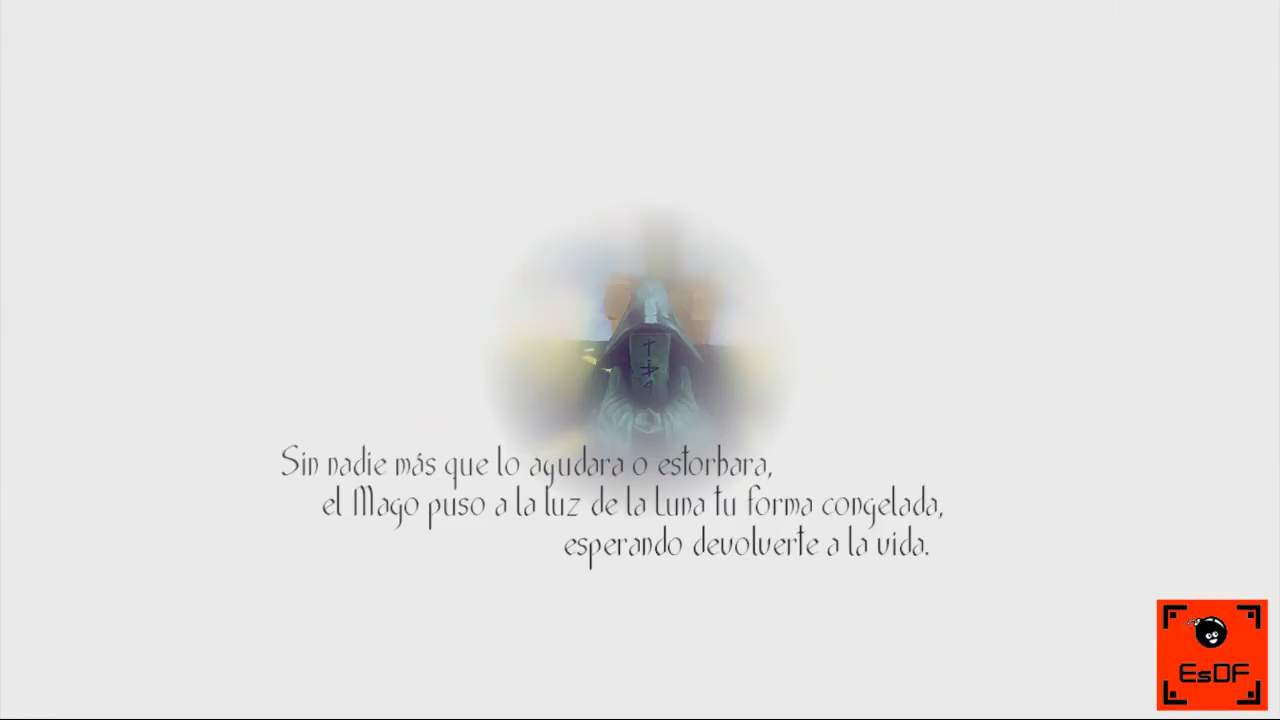 Sin nadie más que lo ayudara o estorbara,
el Mago puso a la luz de la Luna tu forma congelada,
esperando devolverte a la vida.
EsDF